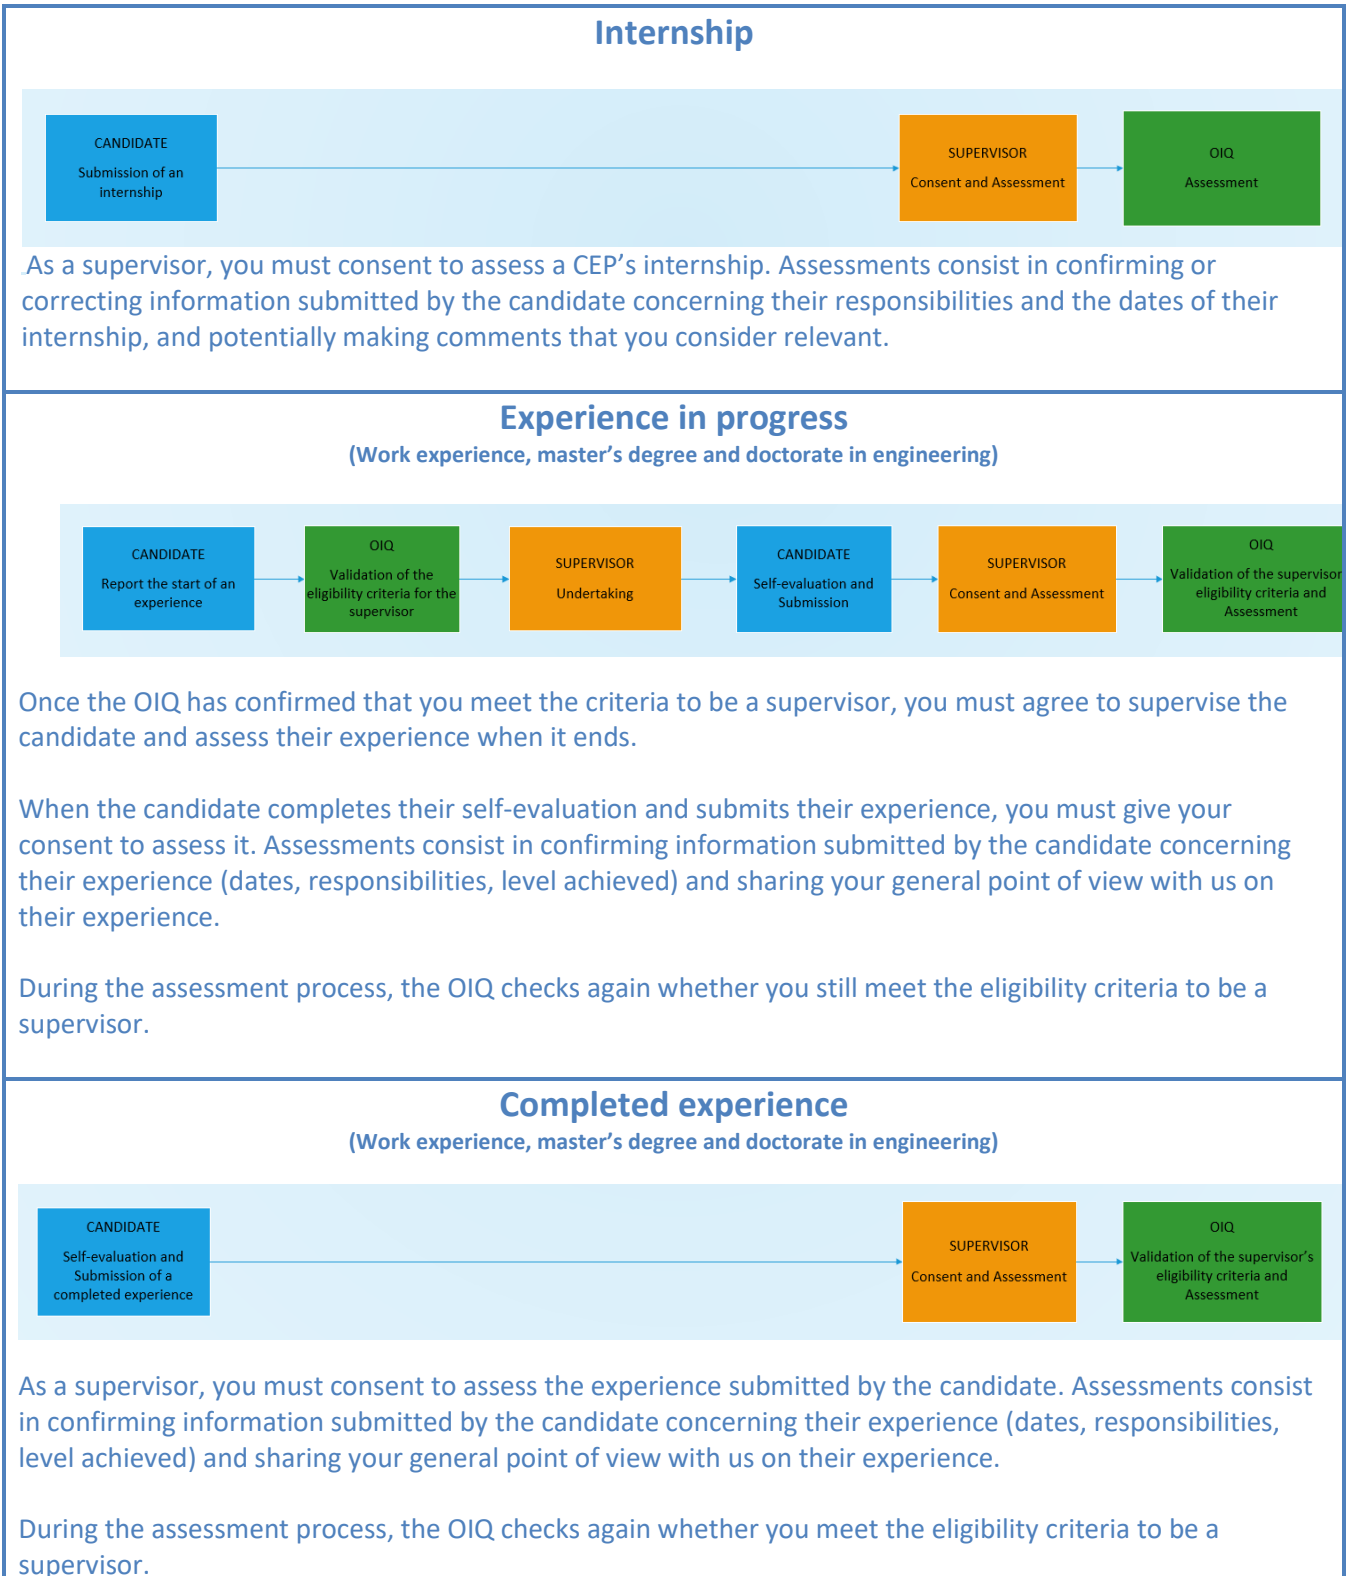 Internship
CANDIDATE
Submission of an
internship
SUPERVISOR
Consent and Assessment
OIQ
Assessment
As a supervisor, you must consent to assess a CEP’s internship. Assessments consist in confirming or
correcting information submitted by the candidate concerning their responsibilities and the dates of their
internship, and potentially making comments that you consider relevant.
Experience in progress
(Work experience, master’s degree and doctorate in engineering)
CANDIDATE
Report the start of an
experience
OIQ
Validation of the
eligibility criteria for the
supervisor
SUPERVISOR
Undertaking
CANDIDATE
Self-evaluation and
Submission
SUPERVISOR
Consent and Assessment
OIQ
Validation of the supervisor
eligibility criteria and
Assessment
Once the OIQ has confirmed that you meet the criteria to be a supervisor, you must agree to supervise the
candidate and assess their experience when it ends.
When the candidate completes their self-evaluation and submits their experience, you must give your
consent to assess it. Assessments consist in confirming information submitted by the candidate concerning
their experience (dates, responsibilities, level achieved) and sharing your general point of view with us on
their experience.
During the assessment process, the OIQ checks again whether you still meet the eligibility criteria to be a
supervisor.
Completed experience
(Work experience, master’s degree and doctorate in engineering)
CANDIDATE
Self-evaluation and
Submission of a
completed experience
SUPERVISOR
Consent and Assessment
OIQ
Validation of the supervisor’s
eligibility criteria and
Assessment
As a supervisor, you must consent to assess the experience submitted by the candidate. Assessments consist
in confirming information submitted by the candidate concerning their experience (dates, responsibilities,
level achieved) and sharing your general point of view with us on their experience.
During the assessment process, the OIQ checks again whether you meet the eligibility criteria to be a
supervisor.